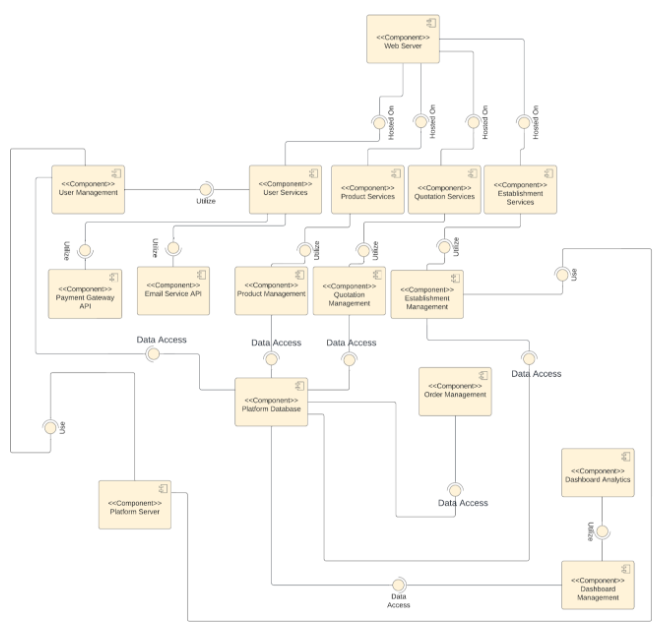 <<Component>>
Web Server
Hosted On
Hosted On
Hosted On
Hosted On
<<Component>>
User Management
Utilize
<<Component>>
User Services
<<Component>>
Product Services
<<Component>>
Quotation Services
<<Component>>
Establishment
Services
Utilize
Utilize
Utilize
Utilize
Utilize
<<Component>>
Payment Gateway
API
<<Component>>
Email Service API
<<Component>>
Product Management
<<Component>>
Quotation
Management
<<Component>>
Establishment
Management
Use
Data Access
Data Access
Data Access
Data Access
<<Component>>
Platform Database
<<Component>>
Order Management
Use
<<Component>>
Platform Server
Data Access
<<Component>>
Dashboard Analytics
Utilize
<<Component>>
Dashboard
Management
Data
Access